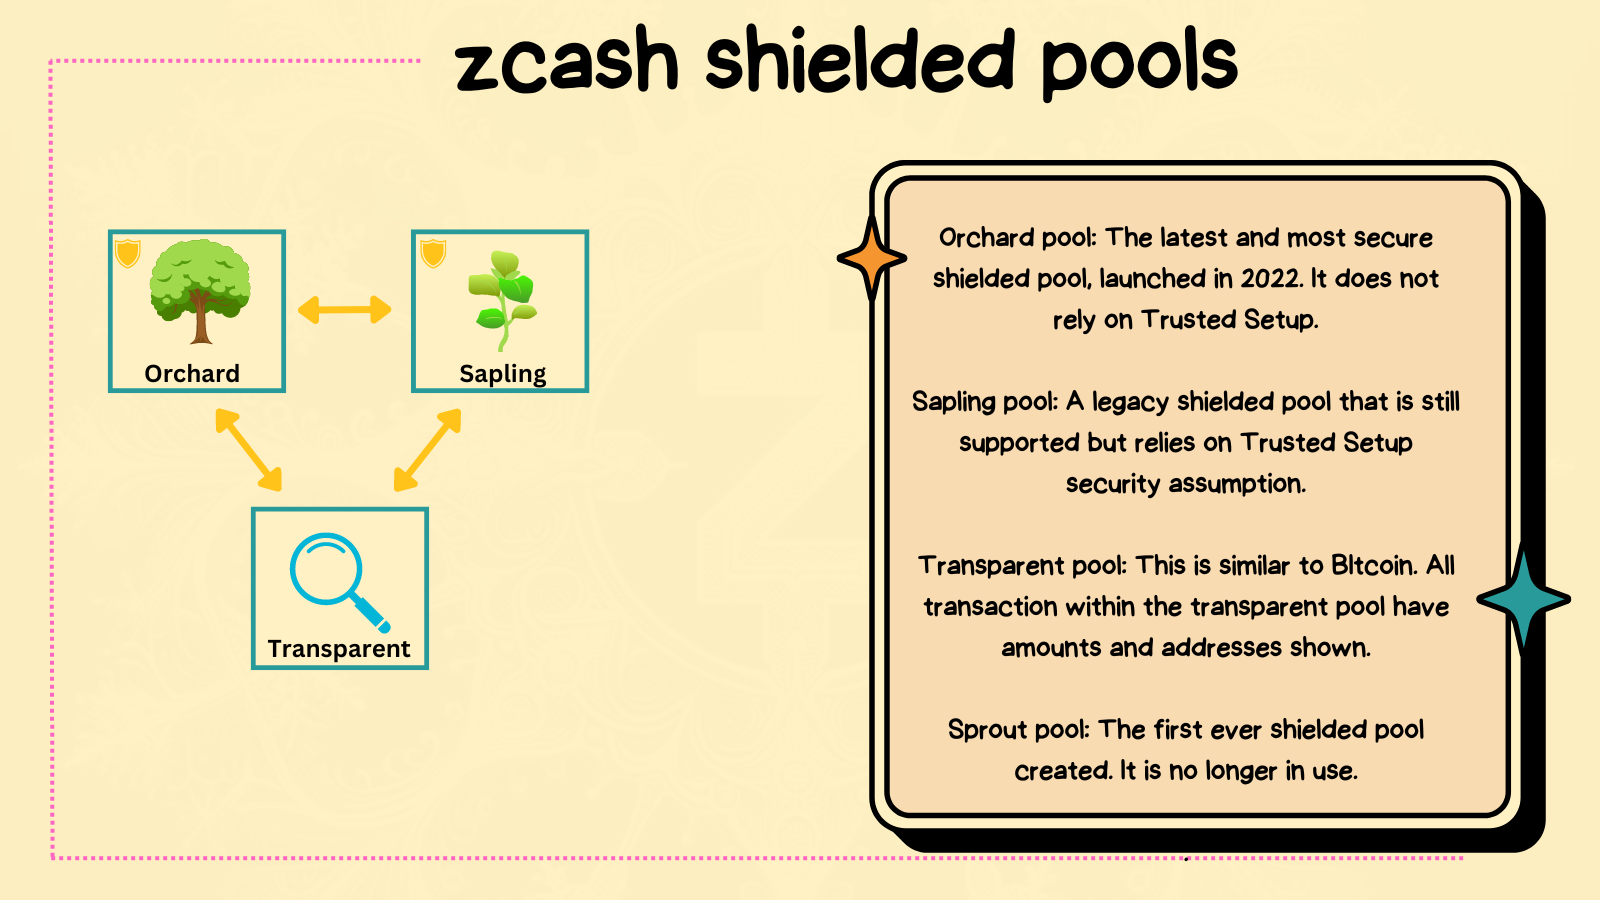 zcash shielded pools
Orchard
Sapling
Transparent
Orchard pool: The latest and most secure
shielded pool, launched in 2022. It does not
rely on Trusted Setup.
Sapling pool: A legacy shielded pool that is still
supported but relies on Trusted Setup
security assumption.
Transparent pool: This is similar to BItcoin. All
transaction within the transparent pool have
amounts and addresses shown.
Sprout pool: The first ever shielded pool
created. It is no longer in use.